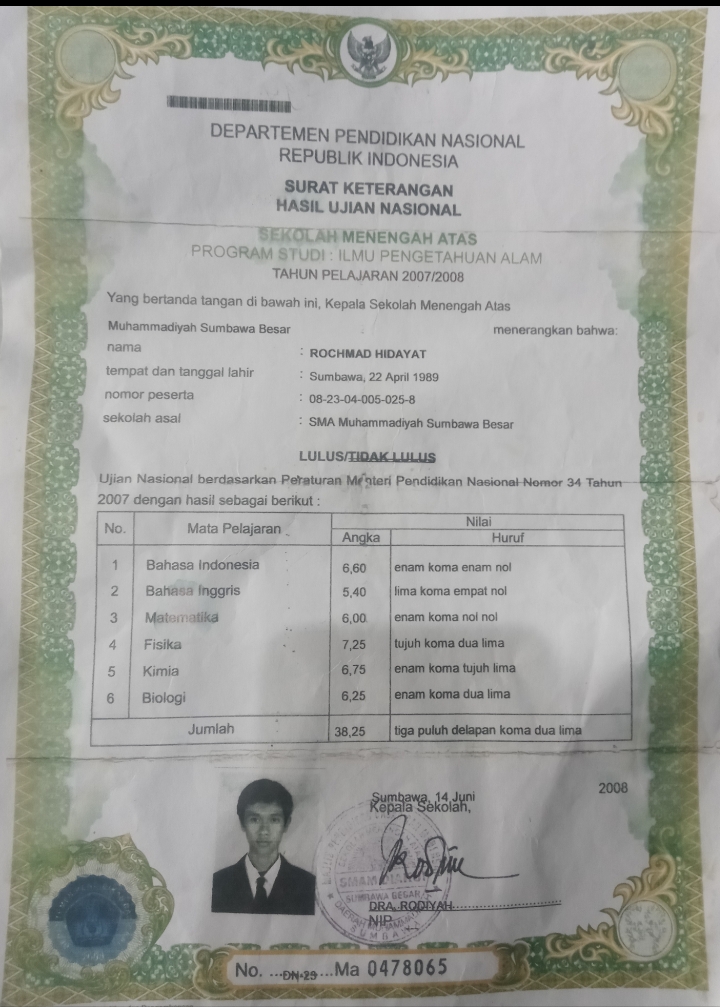 DEPARTEMEN PENDIDIKAN NASIONAL
REPUBLIK INDONESIA
SURAT KETERANGAN
HASIL UJIAN NASIONAL
SEKOLAH MENENGAH ATAS
PROGRAM STUDI : ILMU PENGETAHUAN ALAM
TAHUN PELAJARAN 2007/2008
Yang bertanda tangan di bawah ini, Kepala Sekolah Menengah Atas
Muhammadiyah Sumbawa Besar menerangkan bahwa:
nama : ROCHMAD HIDAYAT
tempat dan tanggal lahir : Sumbawa, 22 April 1989
nomor peserta : 08-23-04-005-025-8
sekolah asal : SMA Muhammadiyah Sumbawa Besar
LULUS/TIDAK LULUS
Ujian Nasional berdasarkan Peraturan Menteri Pendidikan Nasional Nomor 34 Tahun
2007 dengan hasil sebagai berikut :
No. Mata Pelajaran Nilai
Angka Huruf
1 Bahasa Indonesia 6,60 enam koma enam nol
2 Bahasa Inggris 5,40 lima koma empat nol
3 Matematika 6,00 enam koma nol nol
4 Fisika 7,25 tujuh koma dua lima
5 Kimia 6,75 enam koma tujuh lima
6 Biologi 6,25 enam koma dua lima
Jumlah 38,25 tiga puluh delapan koma dua lima
Sumbawa, 14 Juni 2008
Kepala Sekolah,
SUMBAWA BESAR
DRA. RODIYAH
NIP.
No. ...DN-23...Ma 0478065